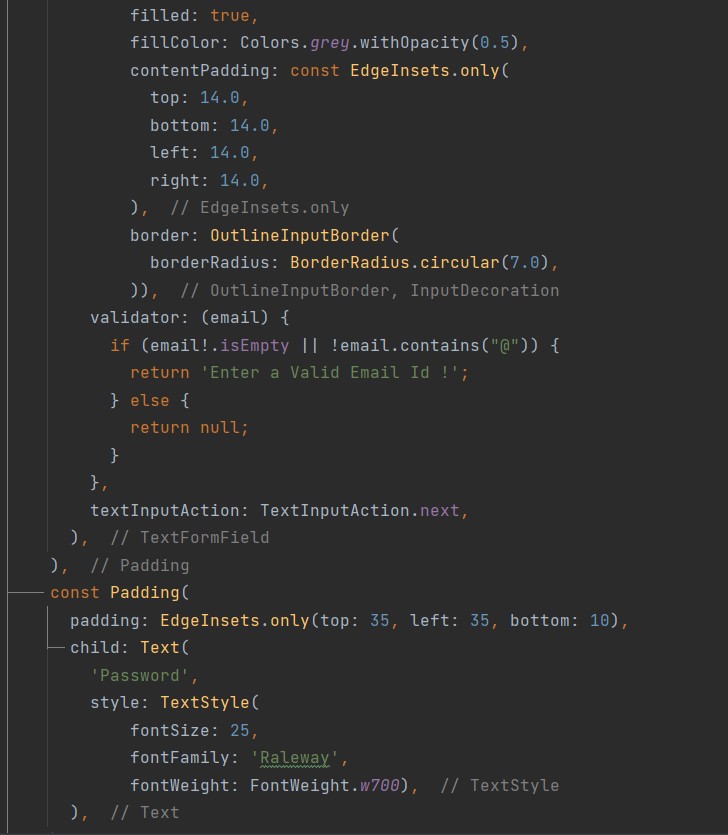 filled: true,
fillColor: Colors.grey.withOpacity(0.5),
contentPadding: const EdgeInsets.only(
top: 14.0,
bottom: 14.0,
left: 14.0,
right: 14.0,
), // EdgeInsets.only
border: OutlineInputBorder(
borderRadius: BorderRadius.circular(7.0),
)), // OutlineInputBorder, InputDecoration
validator: (email) {
if (email!.isEmpty || !email.contains("@")) {
return 'Enter a Valid Email Id !';
} else {
return null;
}
},
textInputAction: TextInputAction.next,
), // TextFormField
), // Padding
const Padding(
padding: EdgeInsets.only(top: 35, left: 35, bottom: 10),
child: Text(
'Password',
style: TextStyle(
fontSize: 25,
fontFamily: 'Raleway',
fontWeight: FontWeight.w700), // TextStyle
), // Text